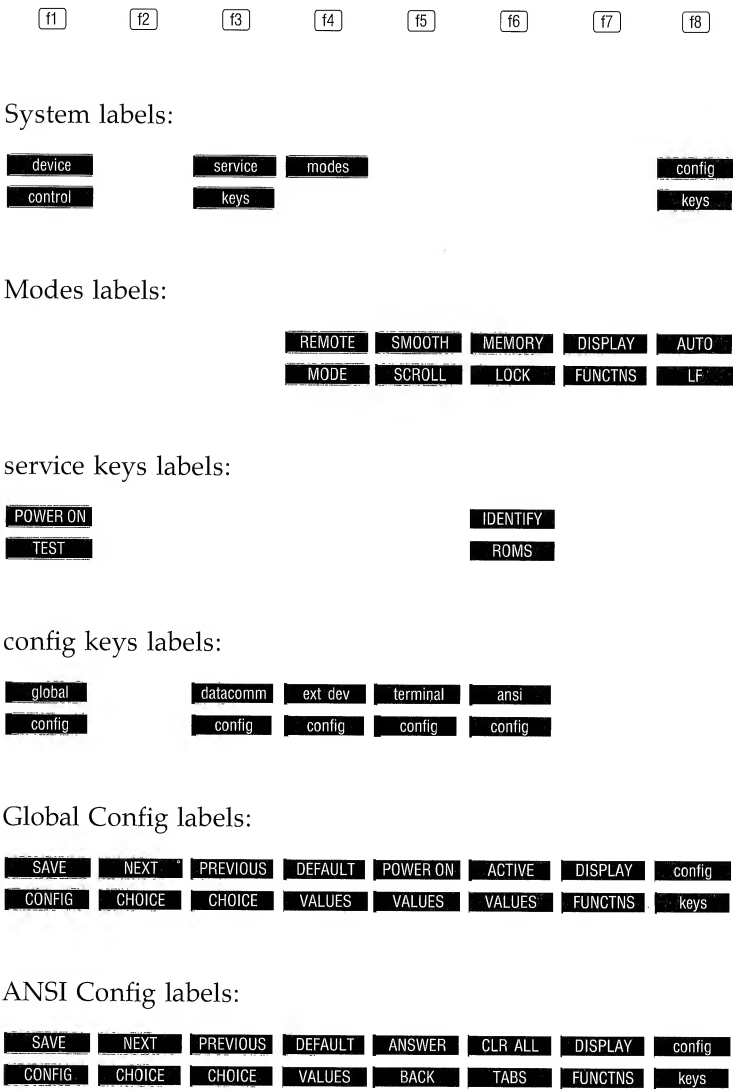 f1 f2 f3 f4 f5 f6 f7 f8
System labels:
device service modes config
control keys keys
Modes labels:
REMOTE SMOOTH MEMORY DISPLAY AUTO
MODE SCROLL LOCK FUNCTNS LF
service keys labels:
POWER ON IDENTIFY
TEST ROMS
config keys labels:
global datacomm ext dev terminal ansi
config config config config config
Global Config labels:
SAVE NEXT PREVIOUS DEFAULT POWER ON ACTIVE DISPLAY config
CONFIG CHOICE CHOICE VALUES VALUES VALUES FUNCTNS keys
ANSI Config labels:
SAVE NEXT PREVIOUS DEFAULT ANSWER CLR ALL DISPLAY config
CONFIG CHOICE CHOICE VALUES BACK TABS FUNCTNS keys